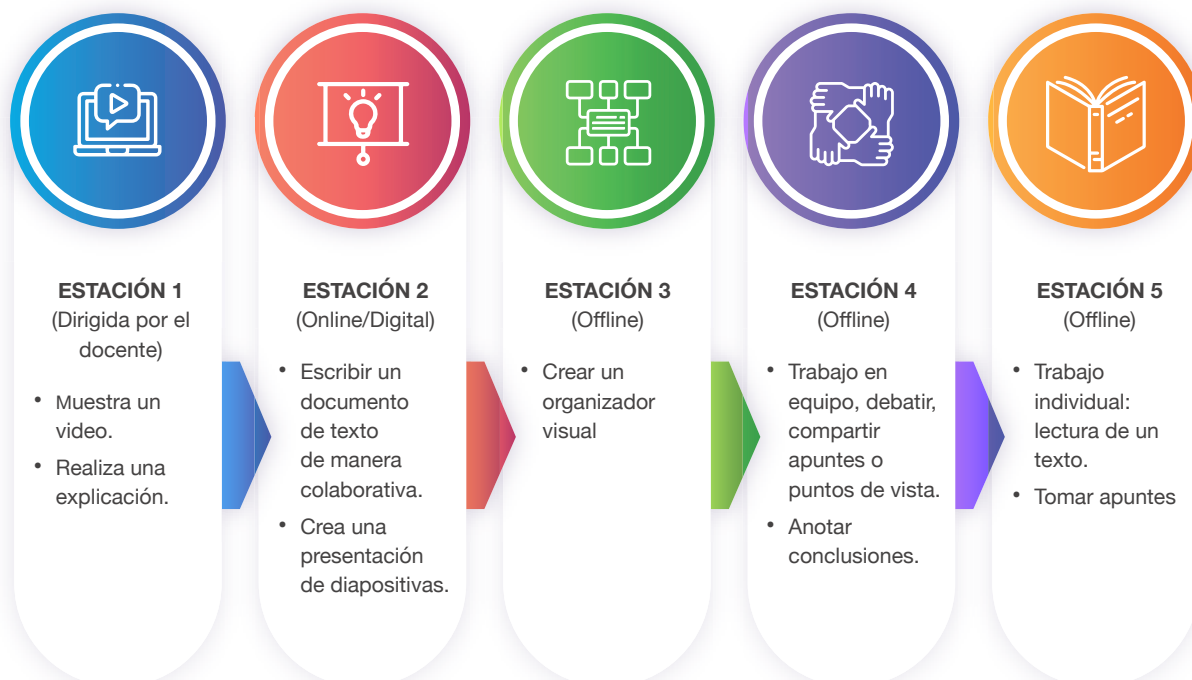 ESTACIÓN 1
(Dirigida por el
docente)
• Muestra un
video.
• Realiza una
explicación.
ESTACIÓN 2
(Online/Digital)
• Escribir un
documento
de texto
de manera
colaborativa.
• Crea una
presentación
de diapositivas.
ESTACIÓN 3
(Offline)
• Crear un
organizador
visual
ESTACIÓN 4
(Offline)
• Trabajo en
equipo, debatir,
compartir
apuntes o
puntos de vista.
• Anotar
conclusiones.
ESTACIÓN 5
(Offline)
• Trabajo
individual:
lectura de un
texto.
• Tomar apuntes